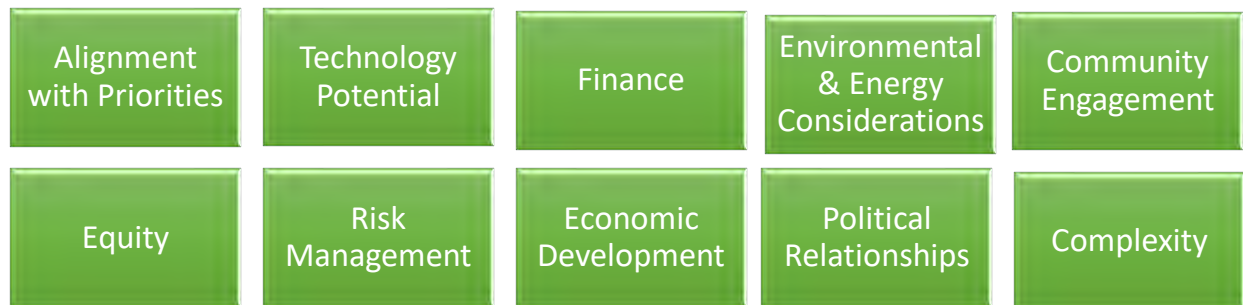 Alignment
with Priorities
Technology
Potential
Finance
Environmental
& Energy
Considerations
Community
Engagement
Equity
Risk
Management
Economic
Development
Political
Relationships
Complexity